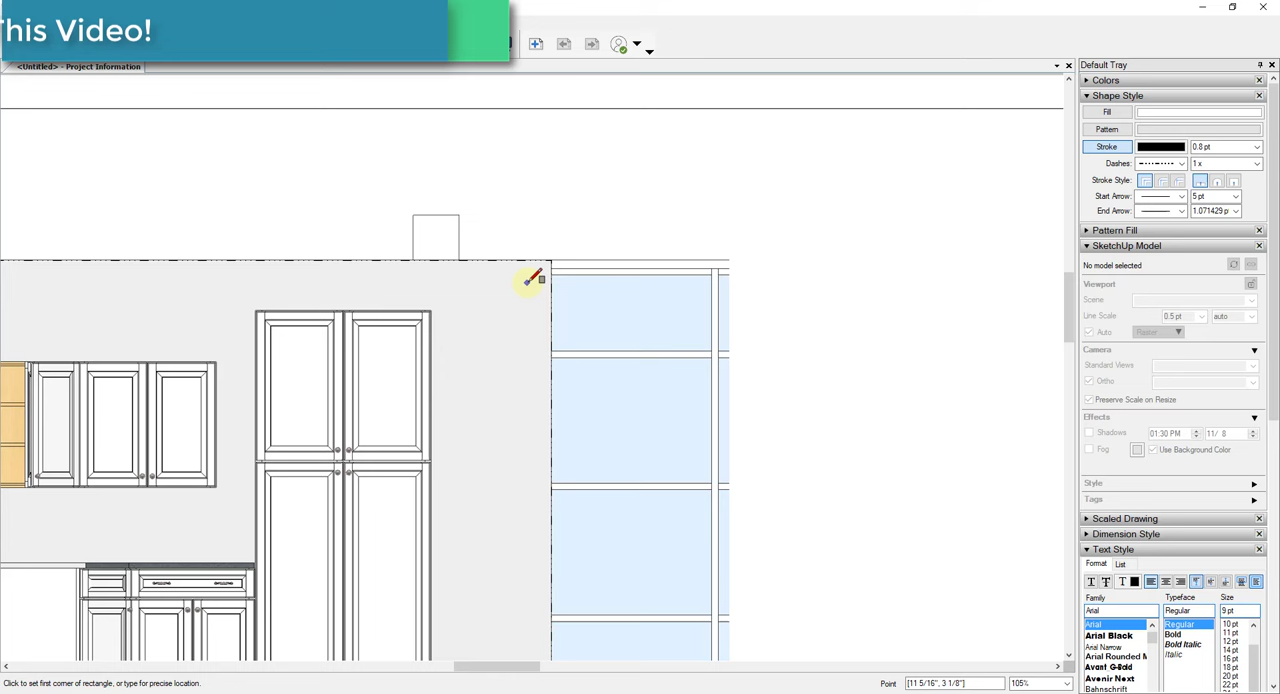 This Video!
<Untitled> - Project Information
Default Tray
Colors
Shape Style
Fill
Pattern
Stroke
0.8 pt
Dashes:
1 x
Stroke Style:
Start Arrow:
5 pt
End Arrow:
1.071429 p
Pattern Fill
SketchUp Model
No model selected
Viewport
Scene
Line Scale
0.5 pt
auto
Auto
Raster
Camera
Standard Views
Ortho
Preserve Scale on Resize
Effects
Shadows
01:30 PM
11/ 8
Fog
Use Background Color
Style
Tags
Scaled Drawing
Dimension Style
Text Style
Format
List
Family
Typeface
Size
Arial
Regular
9 pt
Arial
Regular
10 pt
Arial Black
Bold
11 pt
Arial Narrow
Bold Italic
12 pt
Arial Rounded M
Italic
14 pt
Avant G-Bold
16 pt
18 pt
Avenir Next
20 pt
Bahnschrift
22 pt
24
Click to set first corner of rectangle, or type for precise location.
Point
[11 5/16", 3 1/8"]
105%